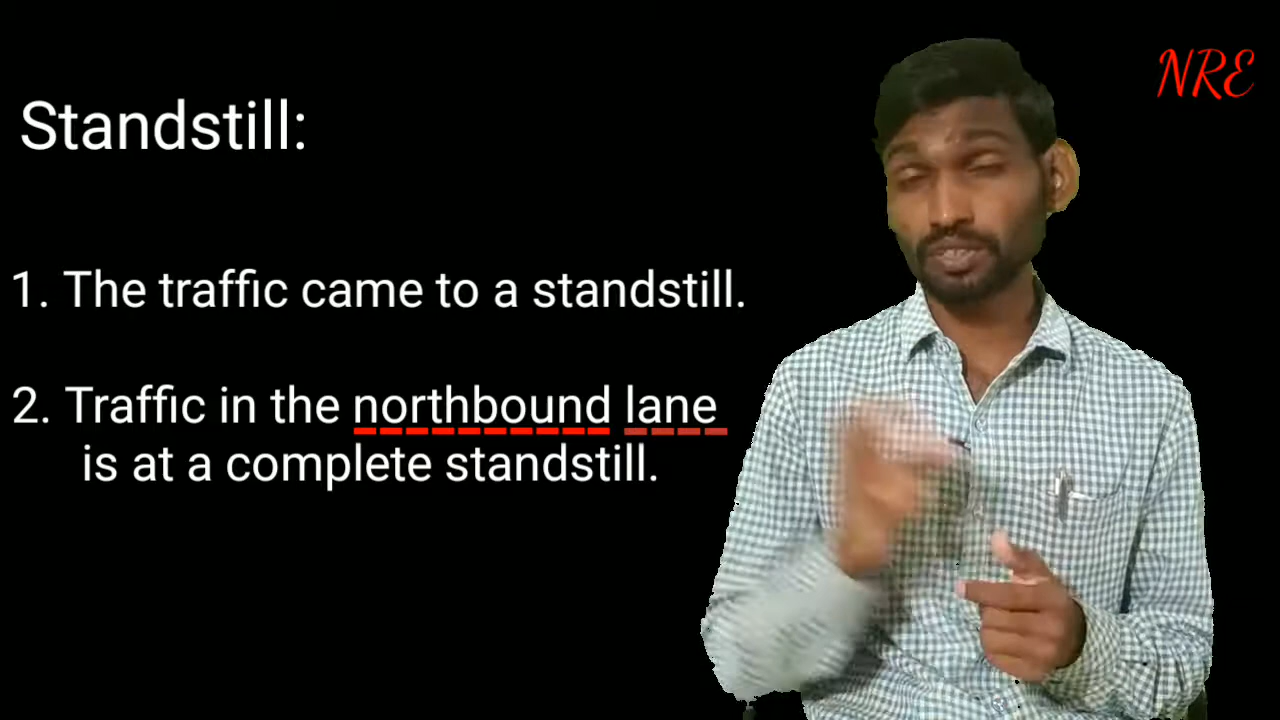 NRE
Standstill:
1. The traffic came to a standstill.
2. Traffic in the northbound lane
is at a complete standstill.